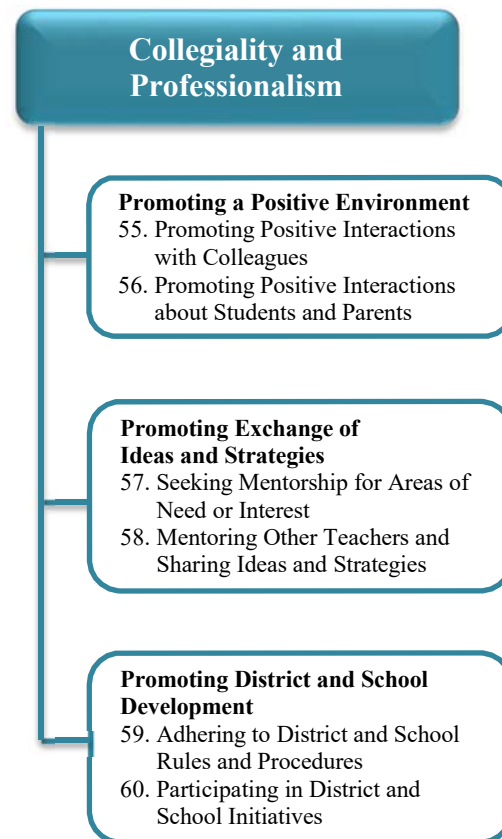 Collegiality and
Professionalism
Promoting a Positive Environment
55. Promoting Positive Interactions
with Colleagues
56. Promoting Positive Interactions
about Students and Parents
Promoting Exchange of
Ideas and Strategies
57. Seeking Mentorship for Areas of
Need or Interest
58. Mentoring Other Teachers and
Sharing Ideas and Strategies
Promoting District and School
Development
59. Adhering to District and School
Rules and Procedures
60. Participating in District and
School Initiatives